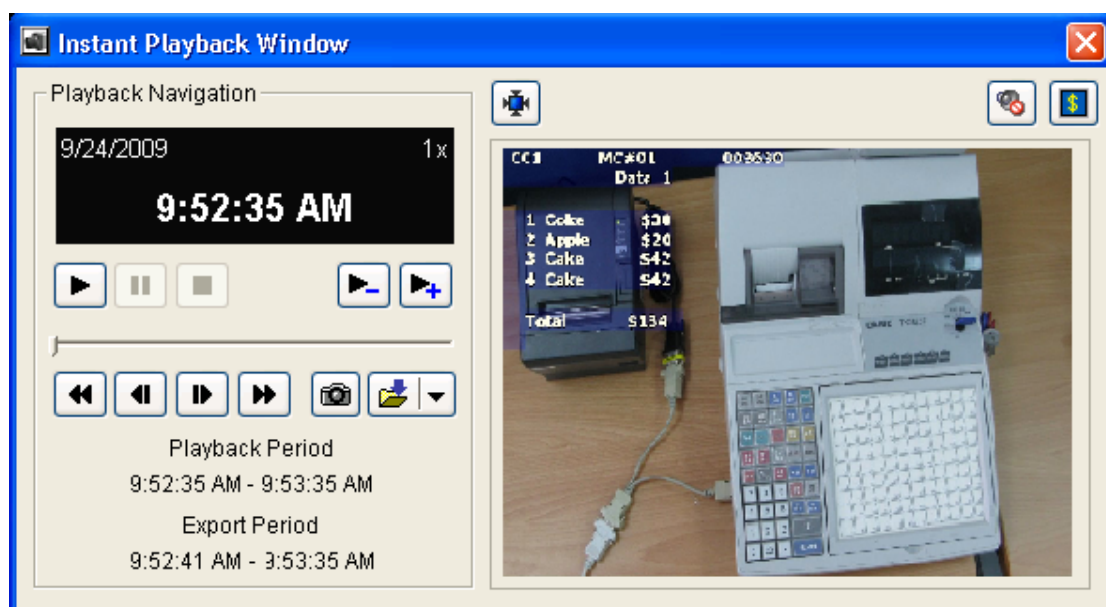 Instant Playback Window
Playback Navigation
9/24/2009 1x
9:52:35 AM
Playback Period
9:52:35 AM - 9:53:35 AM
Export Period
9:52:41 AM - 9:53:35 AM
CC1 MC#01
Date 1
1 Coke $30
2 Apple $20
3 Cake $42
4 Cake $42
Total $134